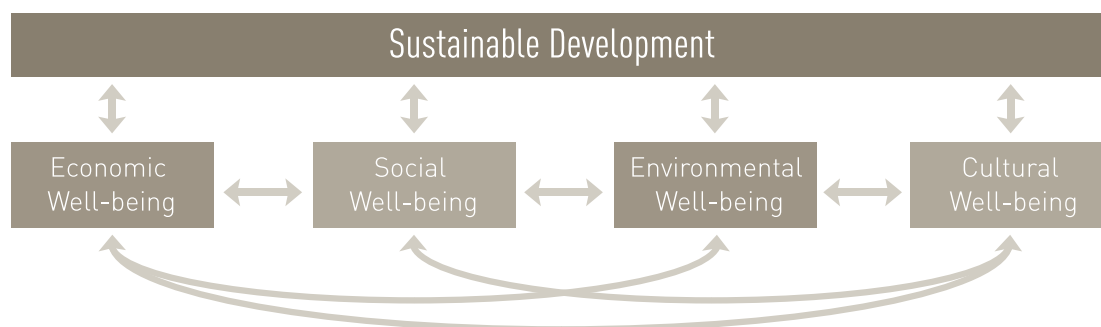 Sustainable Development
Economic
Well-being
Social
Well-being
Environmental
Well-being
Cultural
Well-being